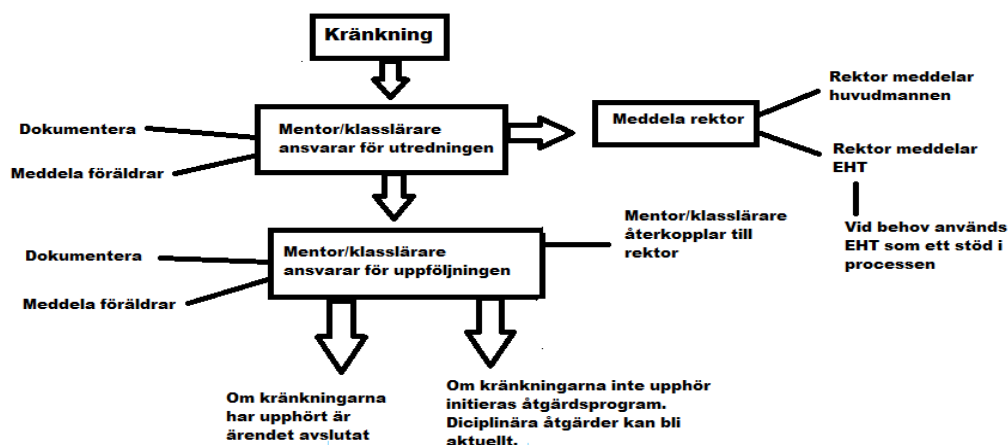 Kränkning
Dokumentera
Meddela föräldrar
Mentor/klasslärare
ansvarar för utredningen
Meddela rektor
Rektor meddelar
huvudmannen
Rektor meddelar
EHT
Vid behov används
EHT som ett stöd i
processen
Dokumentera
Meddela föräldrar
Mentor/klasslärare
ansvarar för uppföljningen
Mentor/klasslärare
återkopplar till
rektor
Om kränkningarna
har upphört är
ärendet avslutat
Om kränkningarna inte upphör
initieras åtgärdsprogram.
Diciplinära åtgärder kan bli
aktuellt.